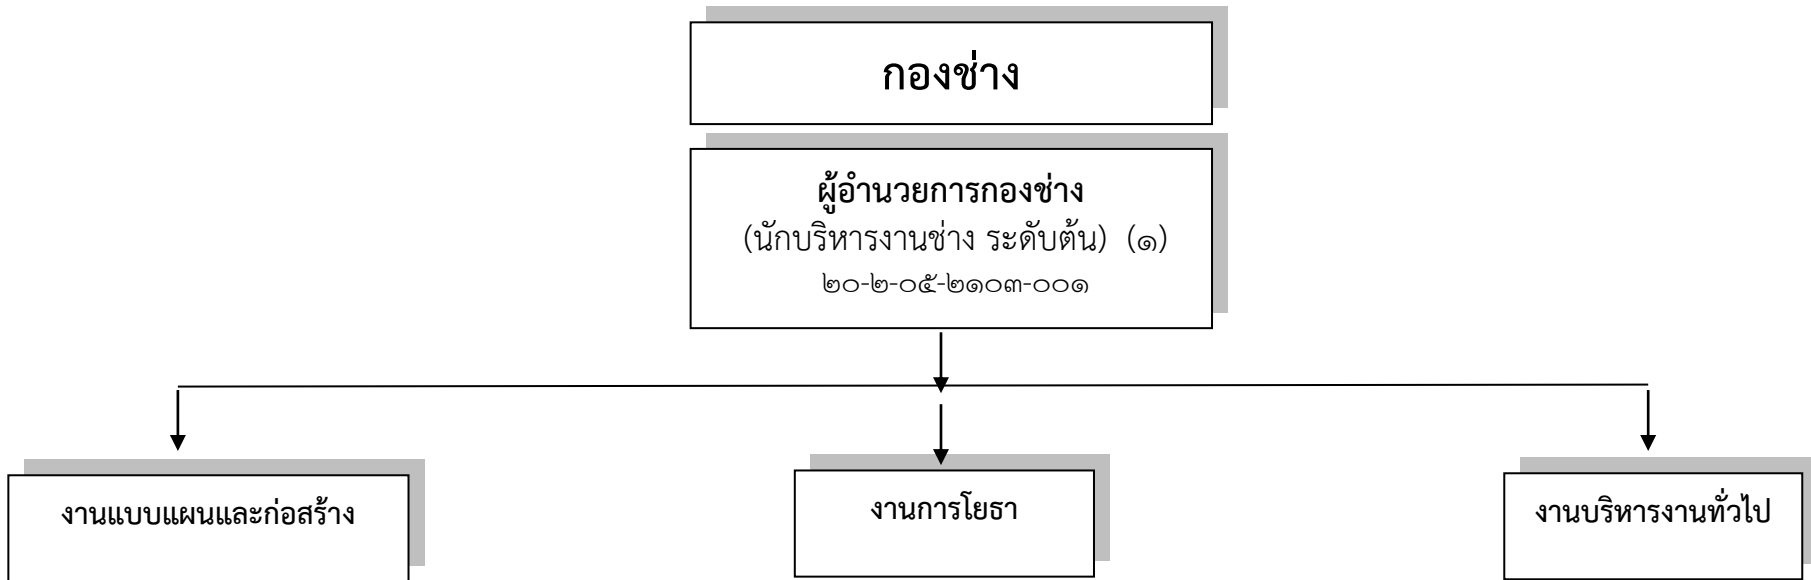 กองช่าง
ผู้อำนวยการกองช่าง
(นักบริหารงานช่าง ระดับต้น) (๑)
๒๐-๒-๐๕-๒๑๐๓-๐๐๑
งานแบบแผนและก่อสร้าง
งานการโยธา
งานบริหารงานทั่วไป